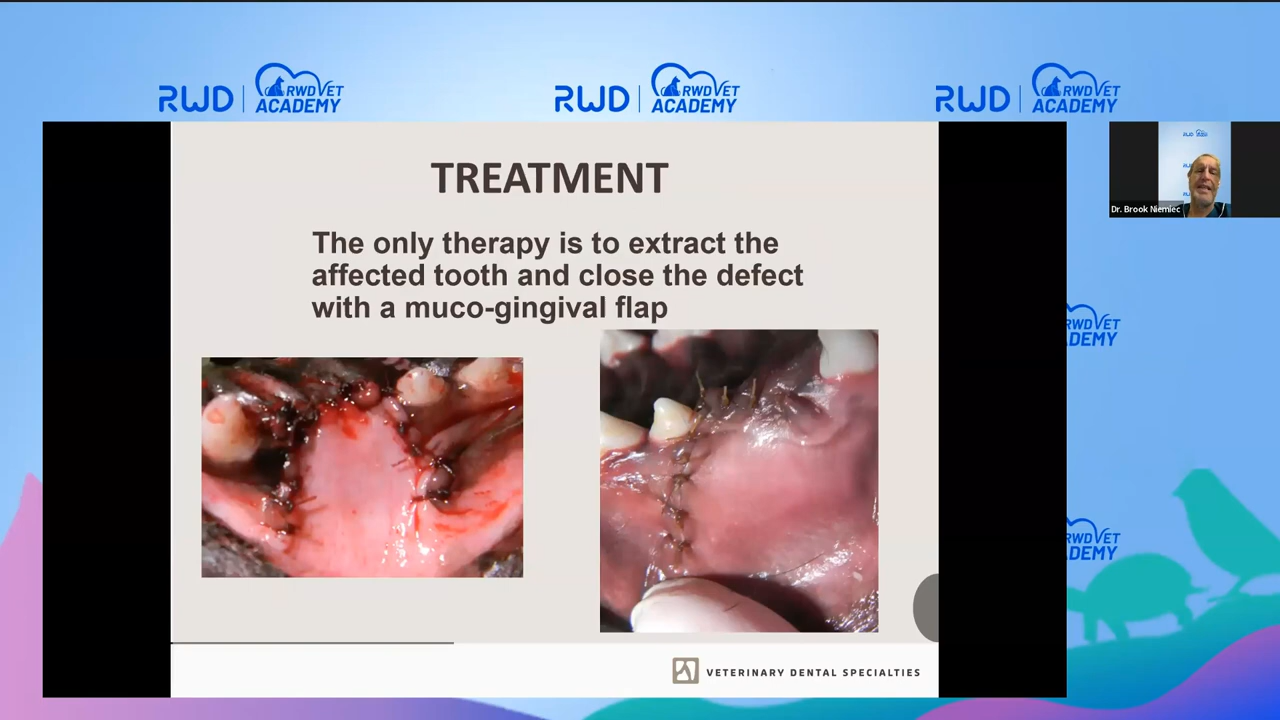 RWD | RWD VET ACADEMY
RWD | RWD VET ACADEMY
RWD | RWD VET ACADEMY
TREATMENT
The only therapy is to extract the
affected tooth and close the defect
with a muco-gingival flap
Dr. Brook Niemiec
RWD VET
DEMY
RWD VET
DEMY
VETERINARY DENTAL SPECIALTIES